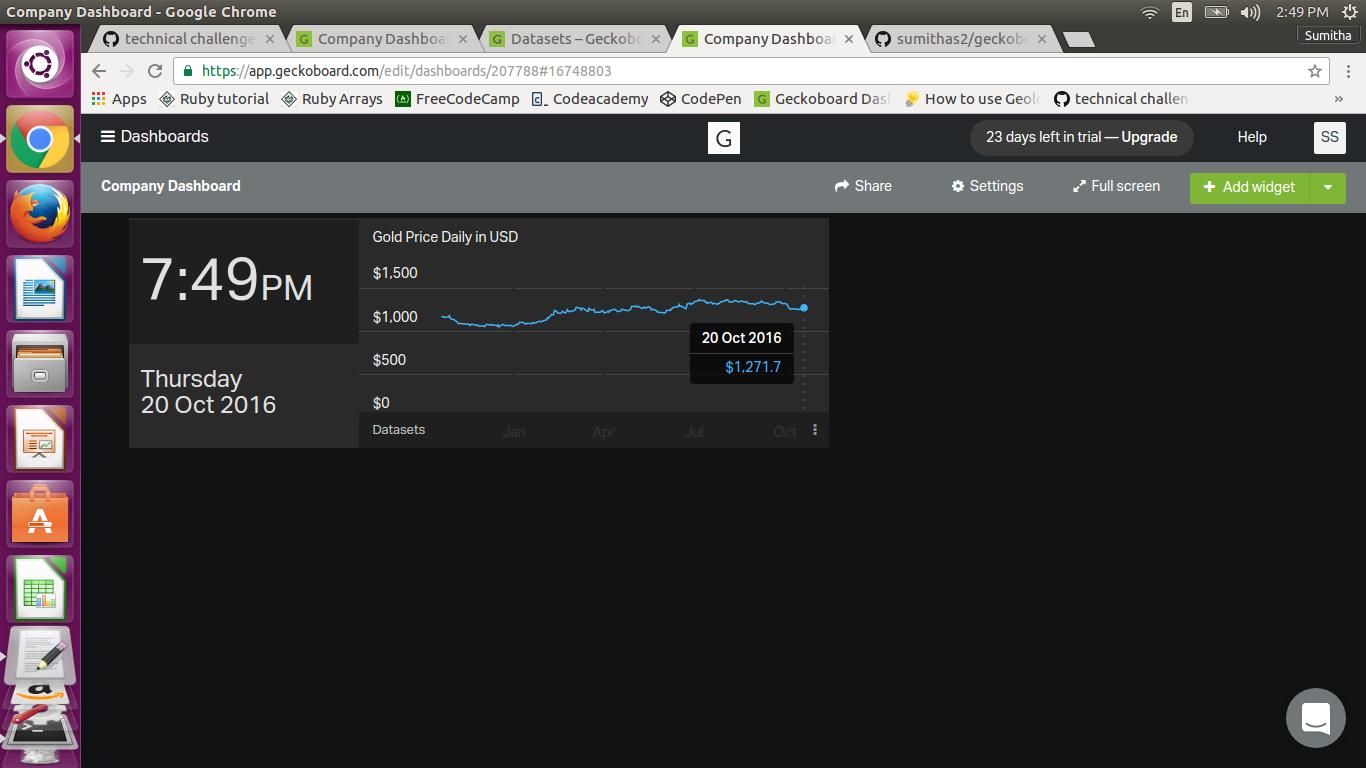 Company Dashboard - Google Chrome
En
2:49 PM
technical challenge
Company Dashboa
Datasets – Geckobo
Company Dashboa
sumithas2/geckobo
Sumitha
https://app.geckoboard.com/edit/dashboards/207788#16748803
Apps
Ruby tutorial
Ruby Arrays
FreeCodeCamp
Codeacademy
CodePen
Geckoboard Das
How to use Geol
technical challen
»
Dashboards
G
23 days left in trial — Upgrade
Help
SS
Company Dashboard
Share
Settings
Full screen
+ Add widget
7:49PM
Thursday
20 Oct 2016
Gold Price Daily in USD
$1,500
$1,000
$500
$0
20 Oct 2016
$1,271.7
Datasets
Jan
Apr
Jul
Oct